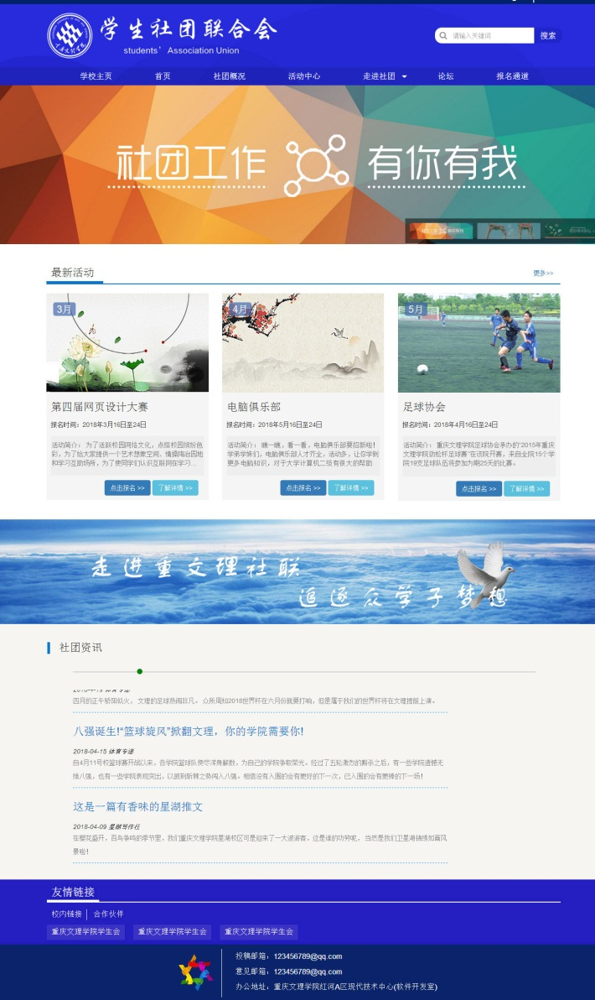 学生社团联合会
students' Association Union
请输入关键词
搜索
学校主页 首页 社团概况 活动中心 走进社团 论坛 报名通道
社团工作 有你有我
最新活动
更多>>
3月
第四届网页设计大赛
报名时间：2018年3月16日至24日
活动简介： 为了活跃校园网络文化，点缀校园缤纷色
彩，为了给大家提供一个艺术想象空间、情操陶冶园地
和学习互助场所，为了使同学们认识互联网在学习...
点击报名 >> 了解详情 >>
4月
电脑俱乐部
报名时间：2018年5月16日至24日
活动简介： 瞧一瞧，看一看，电脑俱乐部要招新啦！
学弟学妹们，电脑俱乐部人才齐全，活动多，让你学到
更多电脑知识，对于大学计算机二级有很大的帮助
点击报名 >> 了解详情 >>
5月
足球协会
报名时间：2018年4月16日至24日
活动简介： 重庆文理学院足球协会承办的“2015年重庆
文理学院劲松杯足球赛”在该院开赛，来自全院15个学
院19支足球队伍将参加为期25天的比赛。
点击报名 >> 了解详情 >>
走进重文理社联
追逐众学子梦想
社团资讯
四月的正午骄阳似火， 文理的足球热闹非凡。 众所周知2018世界杯在六月份就要打响，但是属于我们的世界杯将在文理提前上演。
八强诞生!“篮球旋风”掀翻文理，你的学院需要你!
2018-04-15 体育专递
自4月11号校篮球赛开战以来，各学院篮球队使尽浑身解数，为自己的学院争取荣光。经过了五轮激烈的厮杀之后，有一些学院遗憾无
缘八强，也有一些学院表现突出，以披荆斩棘之势闯入八强。相信没有入围的会有更好的下一次，已入围的会有更棒的下一场！
这是一篇有香味的星湖推文
2018-04-09 星湖写作社
在樱花盛开，百鸟争鸣的季节里，我们重庆文理学院星湖校区可是迎来了一大波游客，这是谁的功劳呢， 当然是我们卫星湖锦绣如画风
景啦！
友情链接
校内链接 合作伙伴
重庆文理学院学生会 重庆文理学院学生会 重庆文理学院学生会
投稿邮箱：123456789@qq.com
意见邮箱：123456789@qq.com
办公地址：重庆文理学院红河A区现代技术中心(软件开发室)